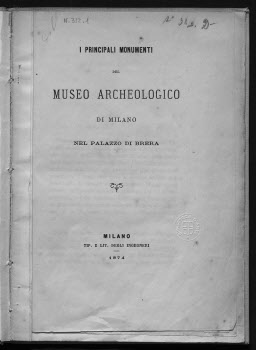 I PRINCIPALI MONUMENTI
DEL
MUSEO ARCHEOLOGICO
DI MILANO
NEL PALAZZO DI BRERA
MILANO
TIP. E LIT. DEGLI INGEGNERI
1874